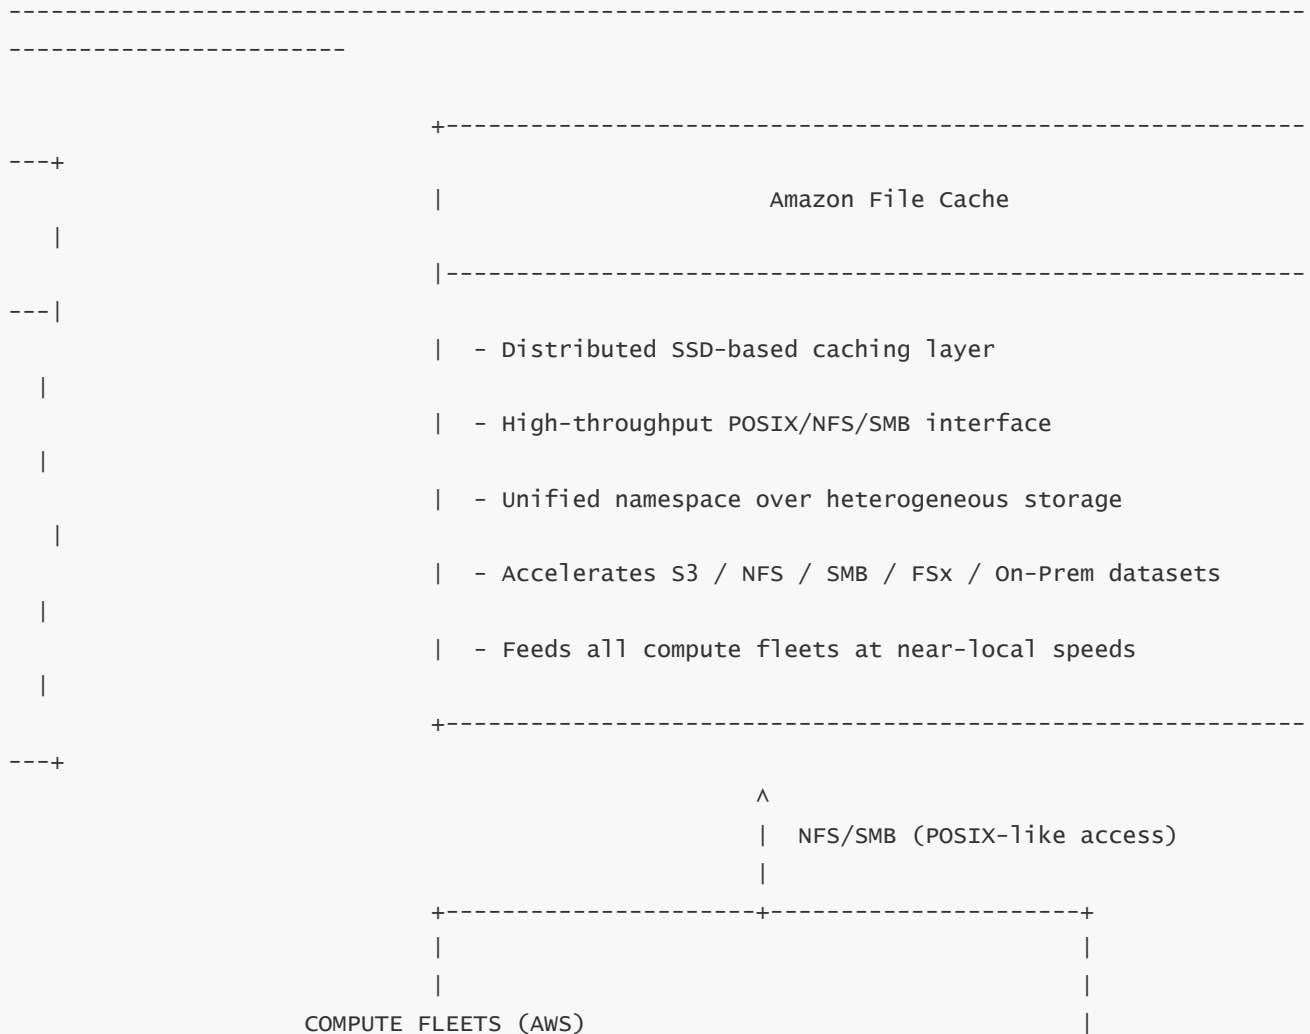 --------------------------------------------------------------------------------------------
------------------------
                              +-------------------------------------------------------------
---+
                              |                       Amazon File Cache
   |
                              |-------------------------------------------------------------
---|
                              |  - Distributed SSD-based caching layer
  |
                              |  - High-throughput POSIX/NFS/SMB interface
  |
                              |  - Unified namespace over heterogeneous storage
   |
                              |  - Accelerates S3 / NFS / SMB / FSx / On-Prem datasets
  |
                              |  - Feeds all compute fleets at near-local speeds
  |
                              +-------------------------------------------------------------
---+
                                                     ^
                                                     |  NFS/SMB (POSIX-like access)
                                                     |
                              +----------------------+----------------------+
                              |                                             |
                              |                                             |
                     COMPUTE FLEETS (AWS)                                   |